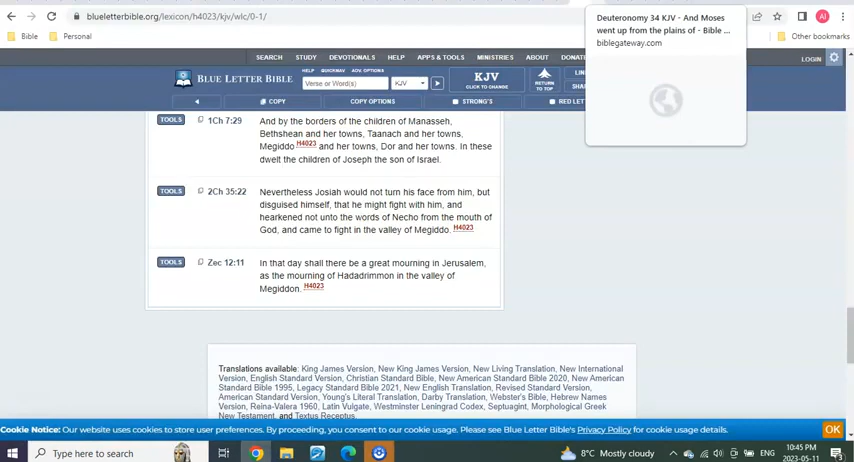 blueletterbible.org/lexicon/h4023/kjv/wlc/0-1/
Deuteronomy 34 KJV - And Moses
went up from the plains of - Bible ...
biblegateway.com
AI
Bible
Personal
Other bookmarks
SEARCH STUDY DEVOTIONALS HELP APPS & TOOLS MINISTRIES ABOUT DONAT
LOGIN
BLUE LETTER BIBLE
HELP QUICKNAV ADV. OPTIONS
Verse or Word(s)
KJV
KJV
CLICK TO CHANGE
RETURN
TO TOP
LIN
SHA
COPY COPY OPTIONS STRONG'S RED LET
TOOLS 1Ch 7:29 And by the borders of the children of Manasseh,
Bethshean and her towns, Taanach and her towns.
Megiddo H4023 and her towns, Dor and her towns. In these
dwelt the children of Joseph the son of Israel.
TOOLS 2Ch 35:22 Nevertheless Josiah would not turn his face from him, but
disguised himself, that he might fight with him, and
hearkened not unto the words of Necho from the mouth of
God, and came to fight in the valley of Megiddo. H4023
TOOLS Zec 12:11 In that day shall there be a great mourning in Jerusalem,
as the mourning of Hadadrimmon in the valley of
Megiddon. H4023
Translations available: King James Version, New King James Version, New Living Translation, New International
Version, English Standard Version, Christian Standard Bible, New American Standard Bible 2020, New American
Standard Bible 1995, Legacy Standard Bible 2021, New English Translation, Revised Standard Version,
American Standard Version, Young's Literal Translation, Darby Translation, Webster's Bible, Hebrew Names
Version, Reina-Valera 1960, Latin Vulgate, Westminster Leningrad Codex, Septuagint, Morphological Greek
New Testament, and Textus Receptus.
Cookie Notice: Our website uses cookies to store user preferences. By proceeding, you consent to our cookie usage. Please see Blue Letter Bible's Privacy Policy for cookie usage details.
OK
Type here to search
8°C Mostly cloudy
ENG
10:45 PM
2023-05-11
3